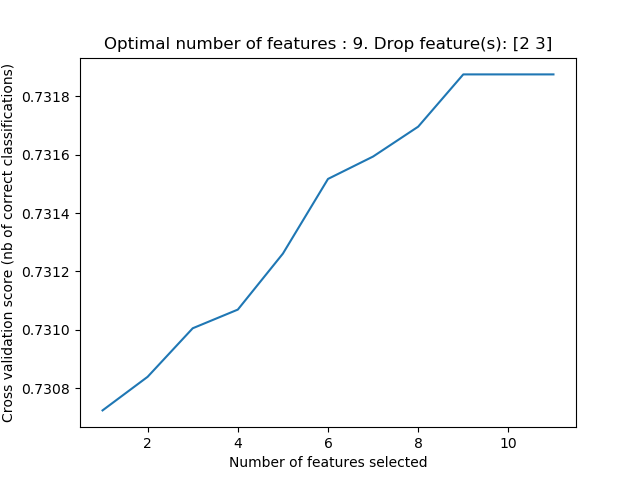 Optimal number of features : 9. Drop feature(s): [2 3]
Cross validation score (nb of correct classifications)
0.7318
0.7316
0.7314
0.7312
0.7310
0.7308
2 4 6 8 10
Number of features selected